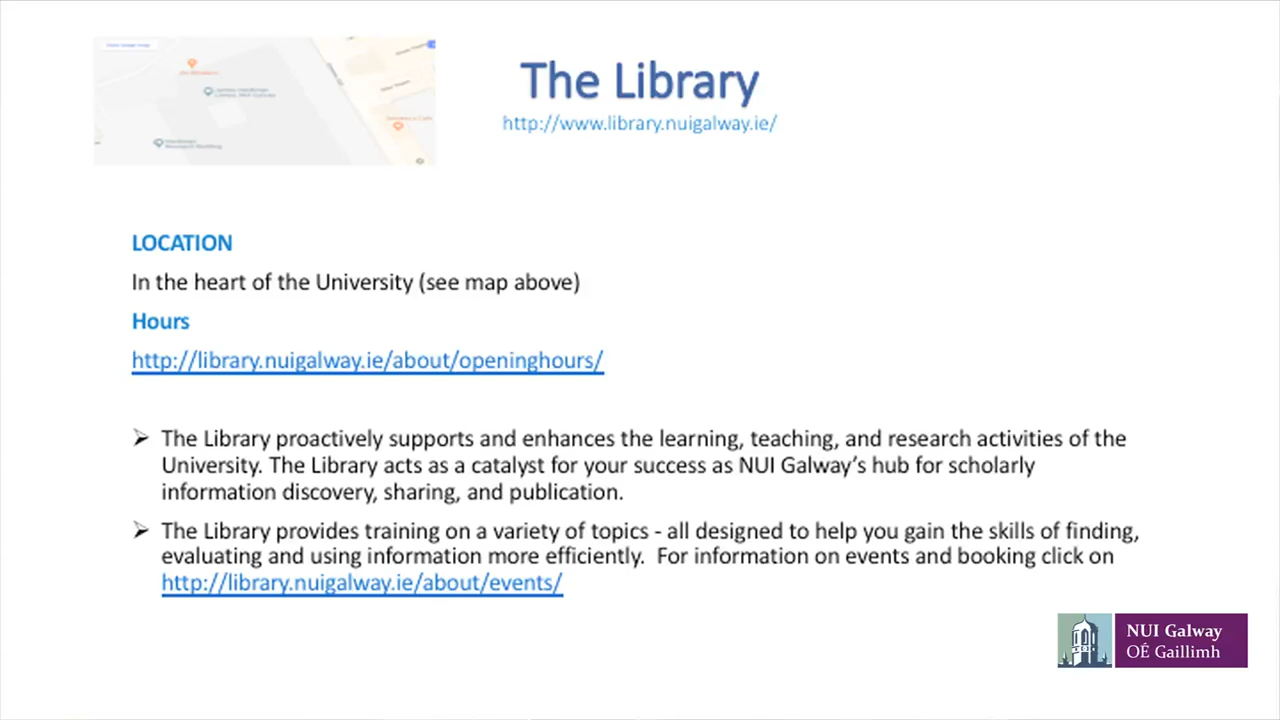 The Library
http://www.library.nuigalway.ie/
LOCATION
In the heart of the University (see map above)
Hours
http://library.nuigalway.ie/about/openinghours/
The Library proactively supports and enhances the learning, teaching, and research activities of the
University. The Library acts as a catalyst for your success as NUI Galway’s hub for scholarly
information discovery, sharing, and publication.
The Library provides training on a variety of topics - all designed to help you gain the skills of finding,
evaluating and using information more efficiently. For information on events and booking click on
http://library.nuigalway.ie/about/events/
NUI Galway
OÉ Gaillimh